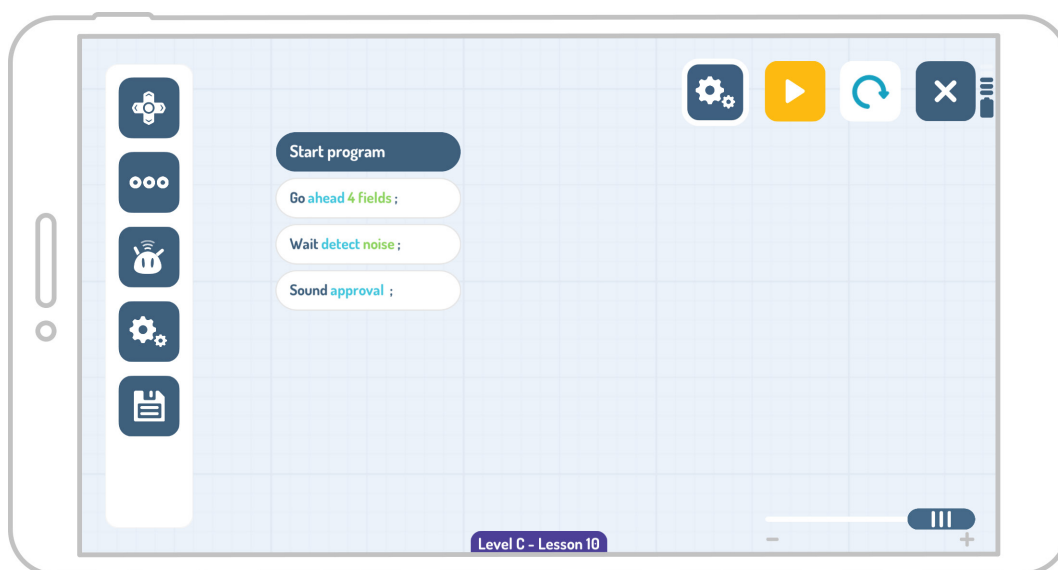 Start program
Go ahead 4 fields ;
Wait detect noise ;
Sound approval ;
Level C - Lesson 10